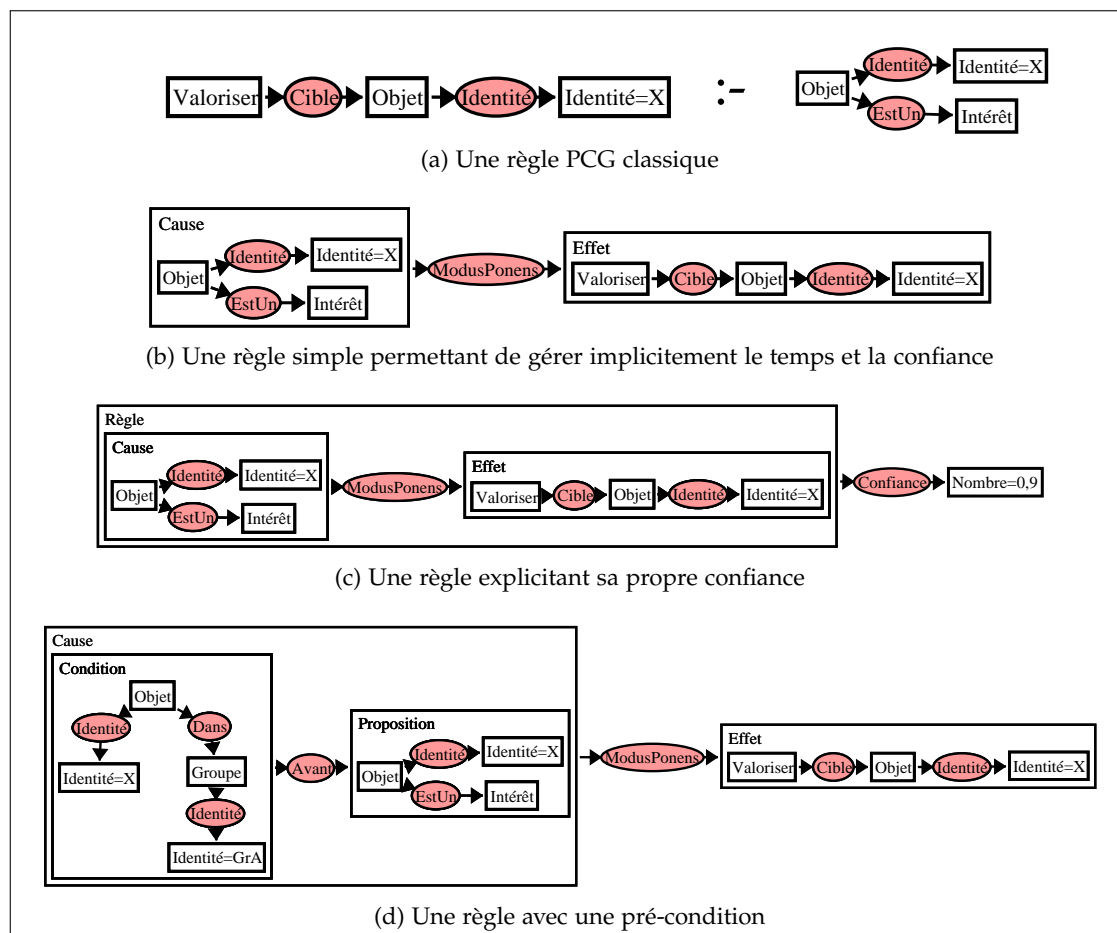 Valoriser Cible Objet Identité Identité=X :- Objet Identité Identité=X EstUn Intérêt
(a) Une règle PCG classique
Cause
Objet Identité Identité=X EstUn Intérêt
ModusPonens
Effet
Valoriser Cible Objet Identité Identité=X
(b) Une règle simple permettant de gérer implicitement le temps et la confiance
Règle
Cause
Objet Identité Identité=X EstUn Intérêt
ModusPonens
Effet
Valoriser Cible Objet Identité Identité=X
Confiance Nombre=0,9
(c) Une règle explicitant sa propre confiance
Cause
Condition
Objet
Identité Dans
Identité=X Groupe
Identité
Identité=GrA
Avant
Proposition
Objet Identité Identité=X EstUn Intérêt
ModusPonens
Effet
Valoriser Cible Objet Identité Identité=X
(d) Une règle avec une pré-condition